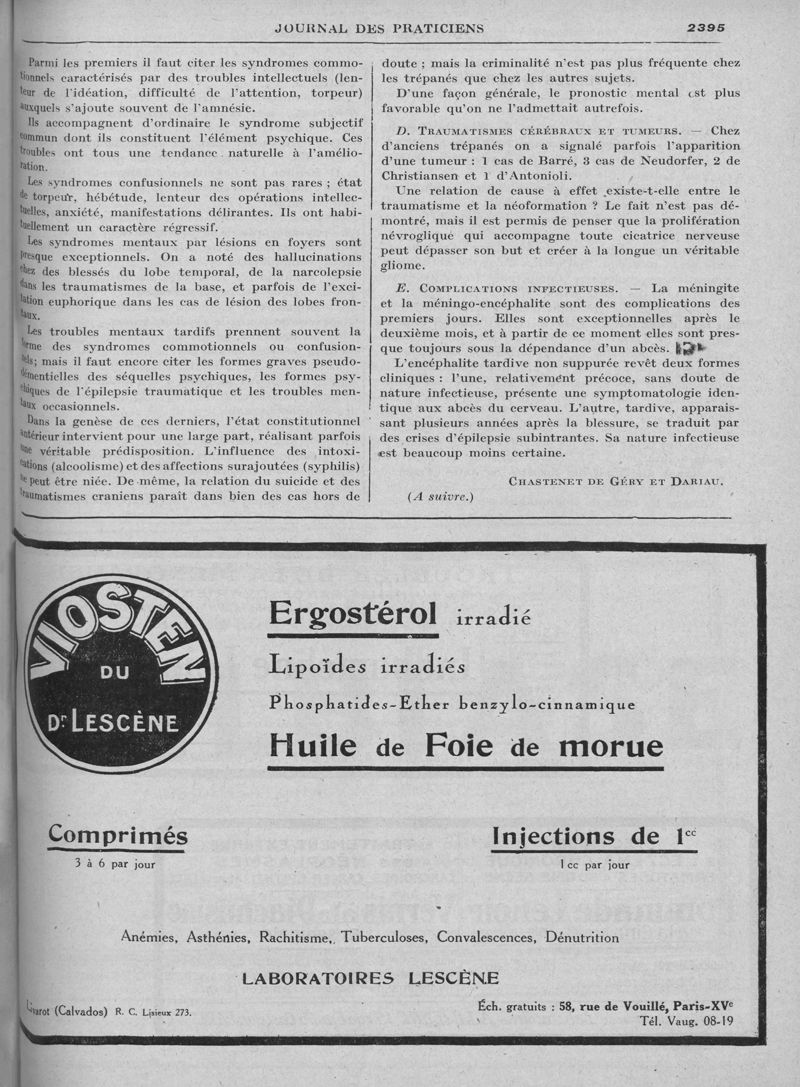 JOURNAL DES PRATICIENS 2395
Parmi les premiers il faut citer les syndromes commo-
tionnels caractérisés par des troubles intellectuels (len-
teur de l'idéation, difficulté de l'attention, torpeur)
auxquels s'ajoute souvent de l'amnésie.
Ils accompagnent d'ordinaire le syndrome subjectif
commun dont ils constituent l'élément psychique. Ces
troubles ont tous une tendance naturelle à l'amélio-
ration.
Les syndromes confusionnels ne sont pas rares ; état
de torpeur, hébétude, lenteur des opérations intellec-
tuelles, anxiété, manifestations délirantes. Ils ont habi-
tuellement un caractère régressif.
Les syndromes mentaux par lésions en foyers sont
presque exceptionnels. On a noté des hallucinations
chez des blessés du lobe temporal, de la narcolepsie
dans les traumatismes de la base, et parfois de l'exci-
tation euphorique dans les cas de lésion des lobes fron-
taux.
Les troubles mentaux tardifs prennent souvent la
forme des syndromes commotionnels ou confusion-
nels; mais il faut encore citer les formes graves pseudo-
démentielles des séquelles psychiques, les formes psy-
chiques de l'épilepsie traumatique et les troubles men-
taux occasionnels.
Dans la genèse de ces derniers, l'état constitutionnel
antérieur intervient pour une large part, réalisant parfois
une véritable prédisposition. L'influence des intoxi-
cations (alcoolisme) et des affections surajoutées (syphilis)
ne peut être niée. De même, la relation du suicide et des
traumatismes craniens paraît dans bien des cas hors de
doute ; mais la criminalité n'est pas plus fréquente chez
les trépanés que chez les autres sujets.
D'une façon générale, le pronostic mental est plus
favorable qu'on ne l'admettait autrefois.
D. TRAUMATISMES CÉRÉBRAUX ET TUMEURS. — Chez
d'anciens trépanés on a signalé parfois l'apparition
d'une tumeur : 1 cas de Barré, 3 cas de Neudorfer, 2 de
Christiansen et 1 d'Antonioli.
Une relation de cause à effet existe-t-elle entre le
traumatisme et la néoformation ? Le fait n'est pas dé-
montré, mais il est permis de penser que la prolifération
névroglique qui accompagne toute cicatrice nerveuse
peut dépasser son but et créer à la longue un véritable
gliome.
E. COMPLICATIONS INFECTIEUSES. — La méningite
et la méningo-encéphalite sont des complications des
premiers jours. Elles sont exceptionnelles après le
deuxième mois, et à partir de ce moment elles sont pres-
que toujours sous la dépendance d'un abcès.
L'encéphalite tardive non suppurée revêt deux formes
cliniques : l'une, relativement précoce, sans doute de
nature infectieuse, présente une symptomatologie iden-
tique aux abcès du cerveau. L'autre, tardive, apparais-
sant plusieurs années après la blessure, se traduit par
des crises d'épilepsie subintrantes. Sa nature infectieuse
est beaucoup moins certaine.
CHASTENET DE GÉRY ET DARIAU.
(A suivre.)
VIOSTEN
DU
Dr LESCÈNE
Ergostérol irradié
Lipoïdes irradiés
Phosphatides-Ether benzylo-cinnamique
Huile de Foie de morue
Comprimés
3 à 6 par jour
Injections de 1cc
1 cc par jour
Anémies, Asthénies, Rachitisme, Tuberculoses, Convalescences, Dénutrition
LABORATOIRES LESCÈNE
Livarot (Calvados) R. C. Lisieux 273.
Éch. gratuits : 58, rue de Vouillé, Paris-XVe
Tél. Vaug. 08-19